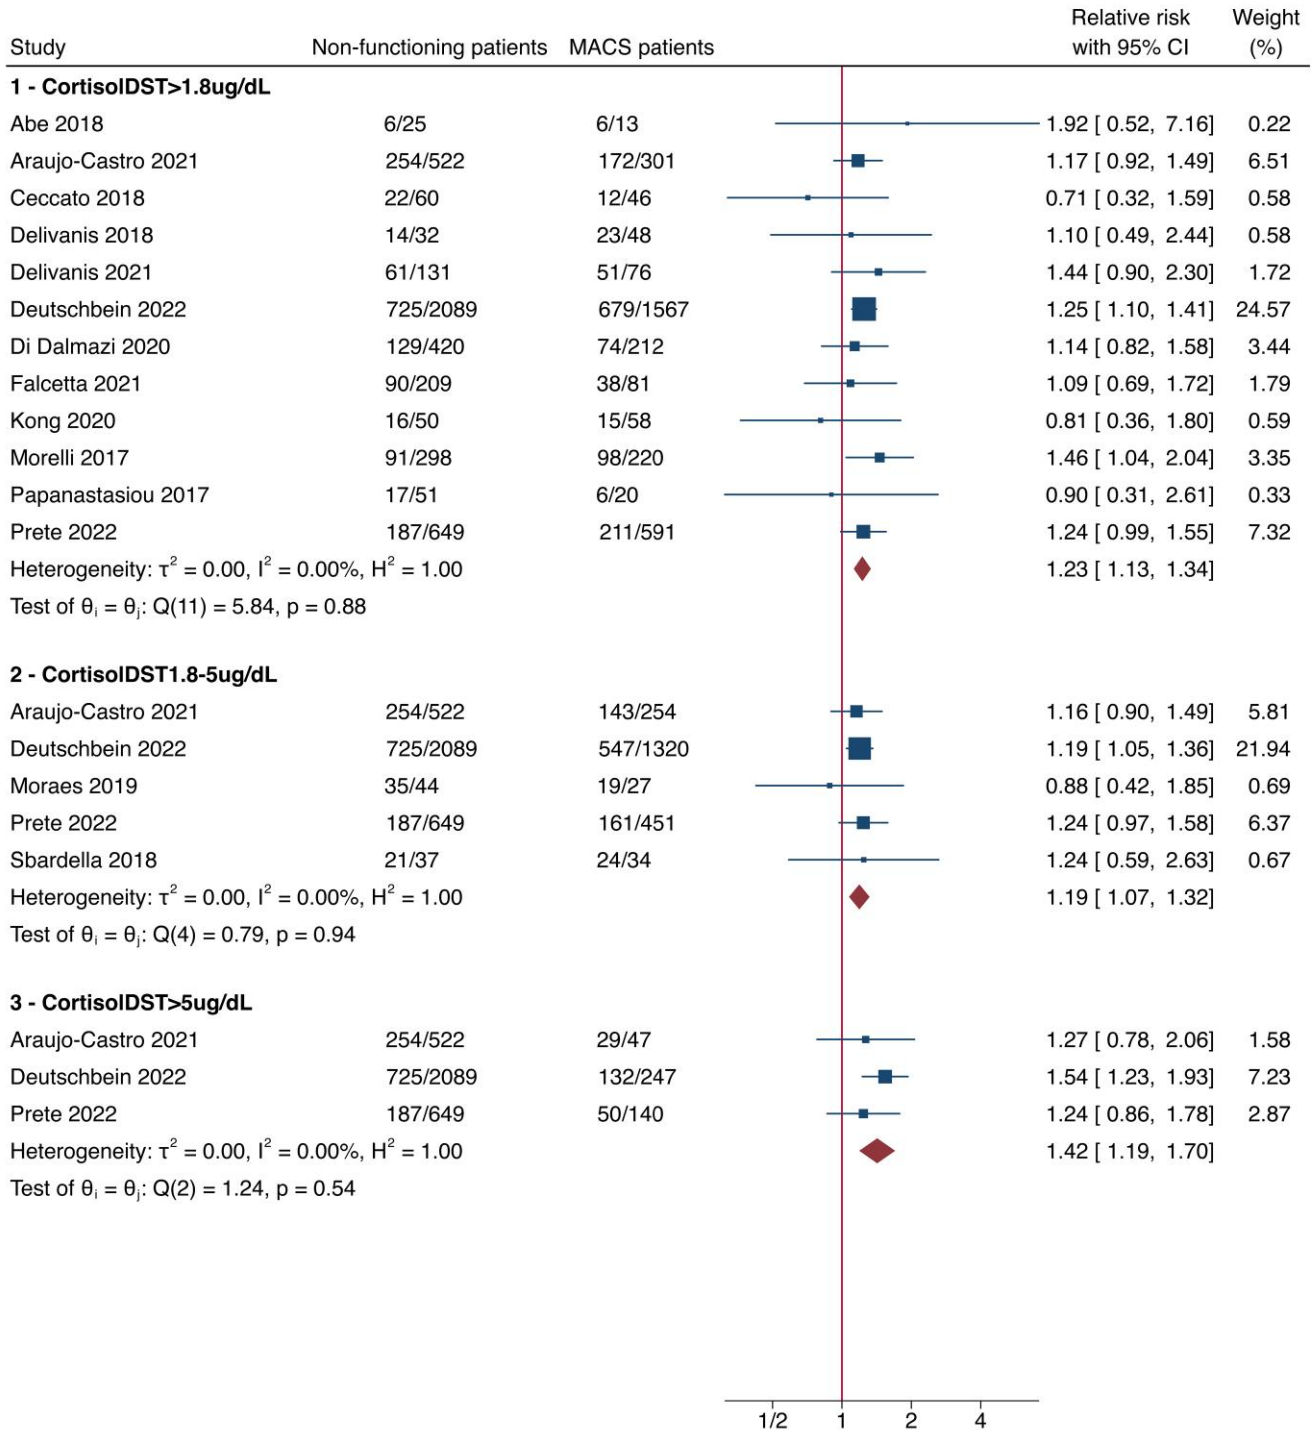 Relative risk Weight
Study Non-functioning patients MACS patients with 95% CI (%)
1 - CortisolDST>1.8ug/dL
Abe 2018 6/25 6/13 1.92 [ 0.52, 7.16] 0.22
Araujo-Castro 2021 254/522 172/301 1.17 [ 0.92, 1.49] 6.51
Ceccato 2018 22/60 12/46 0.71 [ 0.32, 1.59] 0.58
Delivanis 2018 14/32 23/48 1.10 [ 0.49, 2.44] 0.58
Delivanis 2021 61/131 51/76 1.44 [ 0.90, 2.30] 1.72
Deutschbein 2022 725/2089 679/1567 1.25 [ 1.10, 1.41] 24.57
Di Dalmazi 2020 129/420 74/212 1.14 [ 0.82, 1.58] 3.44
Falcetta 2021 90/209 38/81 1.09 [ 0.69, 1.72] 1.79
Kong 2020 16/50 15/58 0.81 [ 0.36, 1.80] 0.59
Morelli 2017 91/298 98/220 1.46 [ 1.04, 2.04] 3.35
Papanastasiou 2017 17/51 6/20 0.90 [ 0.31, 2.61] 0.33
Prete 2022 187/649 211/591 1.24 [ 0.99, 1.55] 7.32
Heterogeneity: τ² = 0.00, I² = 0.00%, H² = 1.00 1.23 [ 1.13, 1.34]
Test of θᵢ = θⱼ: Q(11) = 5.84, p = 0.88
2 - CortisolDST1.8-5ug/dL
Araujo-Castro 2021 254/522 143/254 1.16 [ 0.90, 1.49] 5.81
Deutschbein 2022 725/2089 547/1320 1.19 [ 1.05, 1.36] 21.94
Moraes 2019 35/44 19/27 0.88 [ 0.42, 1.85] 0.69
Prete 2022 187/649 161/451 1.24 [ 0.97, 1.58] 6.37
Sbardella 2018 21/37 24/34 1.24 [ 0.59, 2.63] 0.67
Heterogeneity: τ² = 0.00, I² = 0.00%, H² = 1.00 1.19 [ 1.07, 1.32]
Test of θᵢ = θⱼ: Q(4) = 0.79, p = 0.94
3 - CortisolDST>5ug/dL
Araujo-Castro 2021 254/522 29/47 1.27 [ 0.78, 2.06] 1.58
Deutschbein 2022 725/2089 132/247 1.54 [ 1.23, 1.93] 7.23
Prete 2022 187/649 50/140 1.24 [ 0.86, 1.78] 2.87
Heterogeneity: τ² = 0.00, I² = 0.00%, H² = 1.00 1.42 [ 1.19, 1.70]
Test of θᵢ = θⱼ: Q(2) = 1.24, p = 0.54
1/2 1 2 4